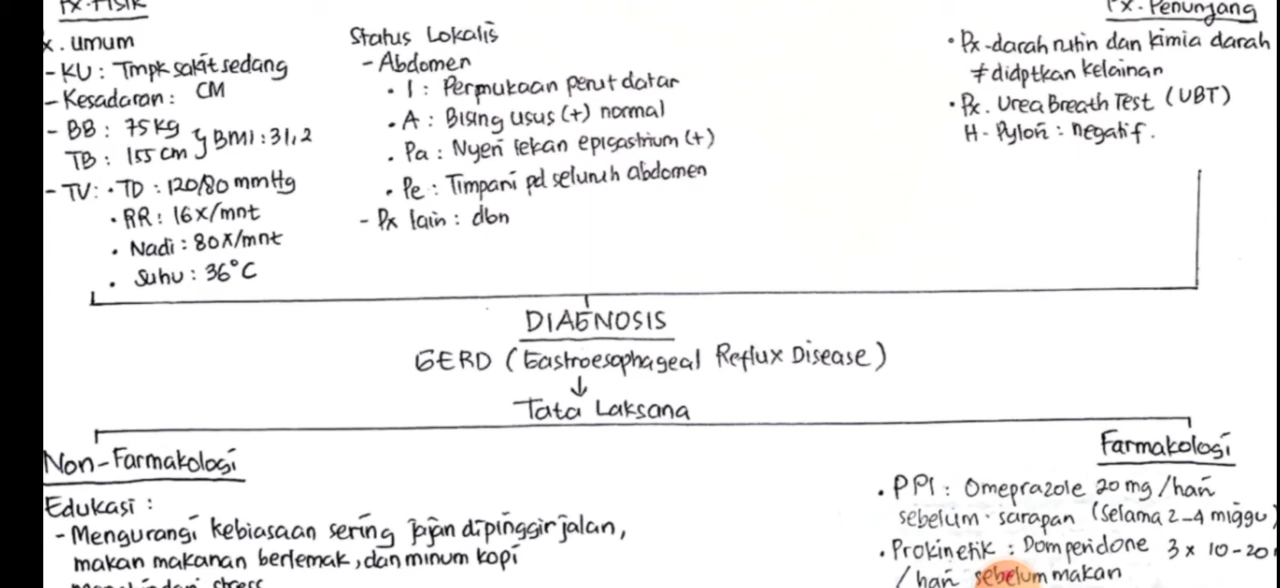 Px. Fisik
x. umum
- KU : Tmpk sakit sedang
- Kesadaran : CM
- BB : 75 kg
TB : 155 cm } BMI : 31,2
- TV : • TD : 120/80 mmHg
• RR : 16x/mnt
• Nadi : 80x/mnt
• Suhu : 36°C
Status Lokalis
- Abdomen
• I : Permukaan perut datar
• A : Bising usus (+) normal
• Pa : Nyeri tekan epigastrium (+)
• Pe : Timpani pd seluruh abdomen
- Px lain : dbn
Px. Penunjang
• Px-darah rutin dan kimia darah
≠ didptkan kelainan
• Px. Urea Breath Test (UBT)
H-Pylori : negatif.
DIAGNOSIS
GERD (Gastroesophageal Reflux Disease)
↓
Tata Laksana
Non-Farmakologi
Edukasi :
- Mengurangi kebiasaan sering jajan dipinggir jalan,
makan makanan berlemak, dan minum kopi
stress
Farmakologi
• PPI : Omeprazole 20 mg/hari
sebelum sarapan (selama 2-4 miggu)
• Prokinetik : Domperidone 3 x 10-20
/hari sebelum makan